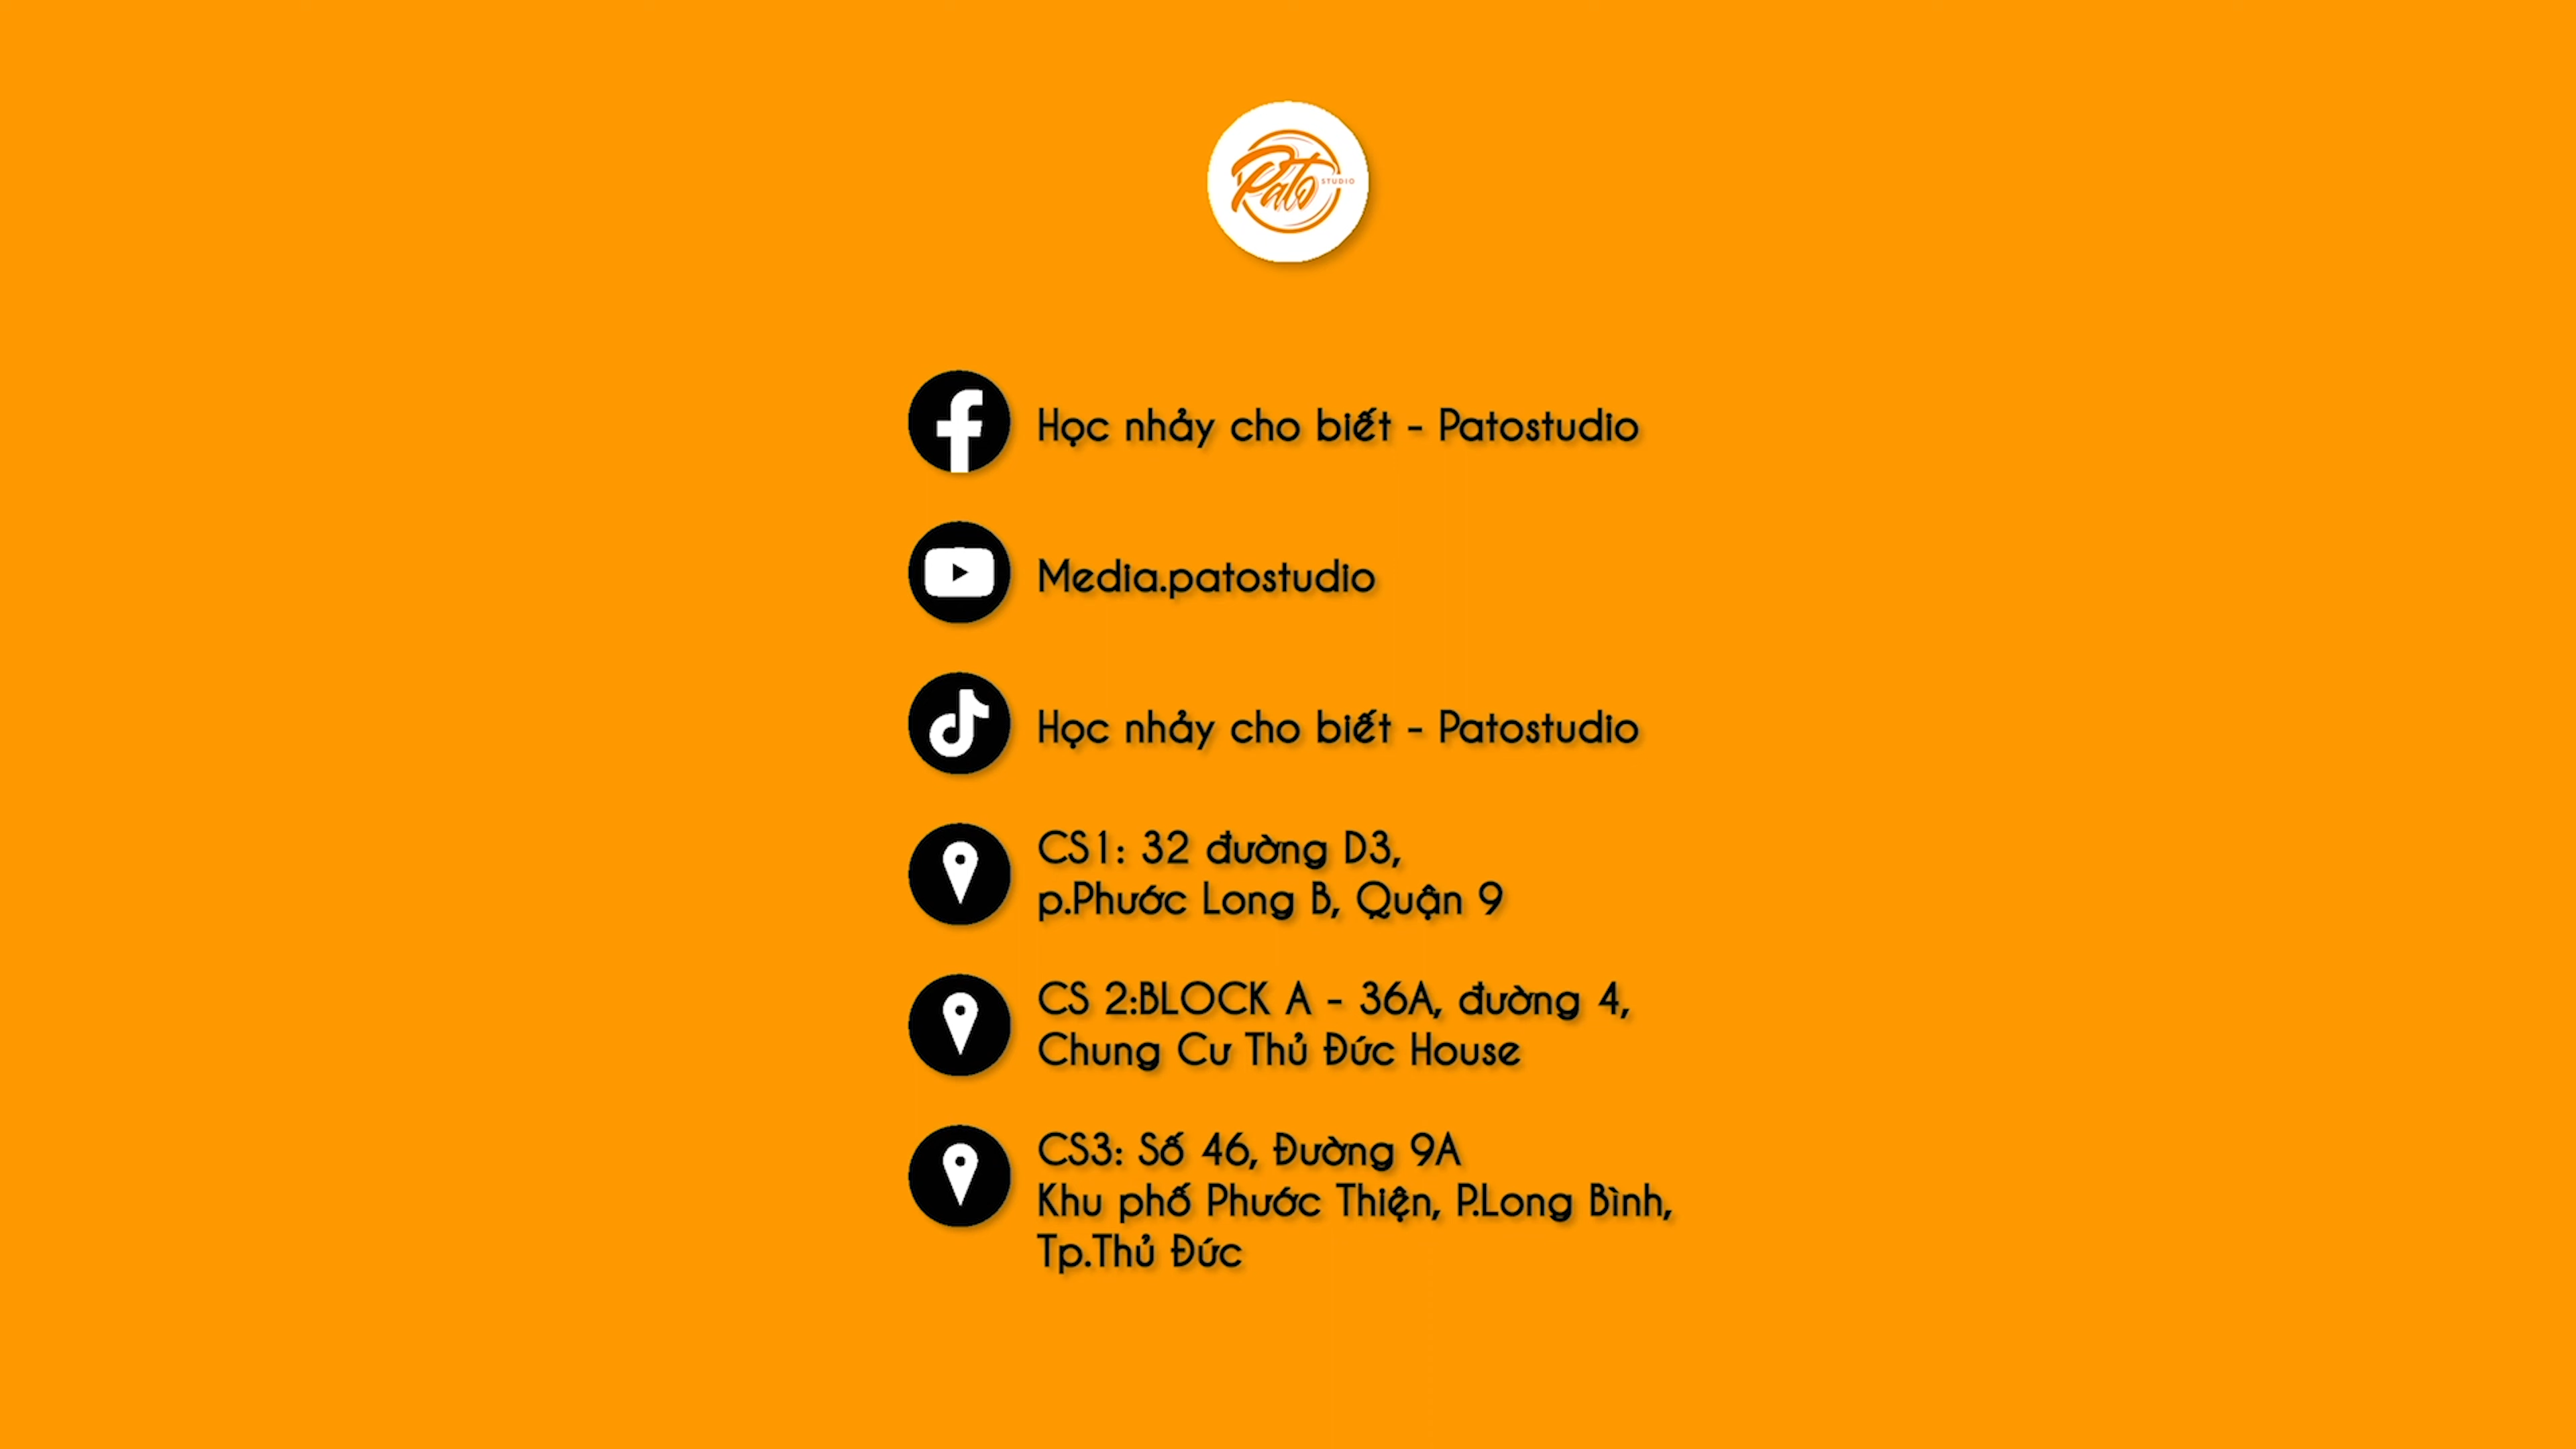 Pato
STUDIO
Học nhảy cho biết - Patostudio
Media.patostudio
Học nhảy cho biết - Patostudio
CS1: 32 đường D3,
p.Phước Long B, Quận 9
CS 2:BLOCK A - 36A, đường 4,
Chung Cư Thủ Đức House
CS3: Số 46, Đường 9A
Khu phố Phước Thiện, P.Long Bình,
Tp.Thủ Đức